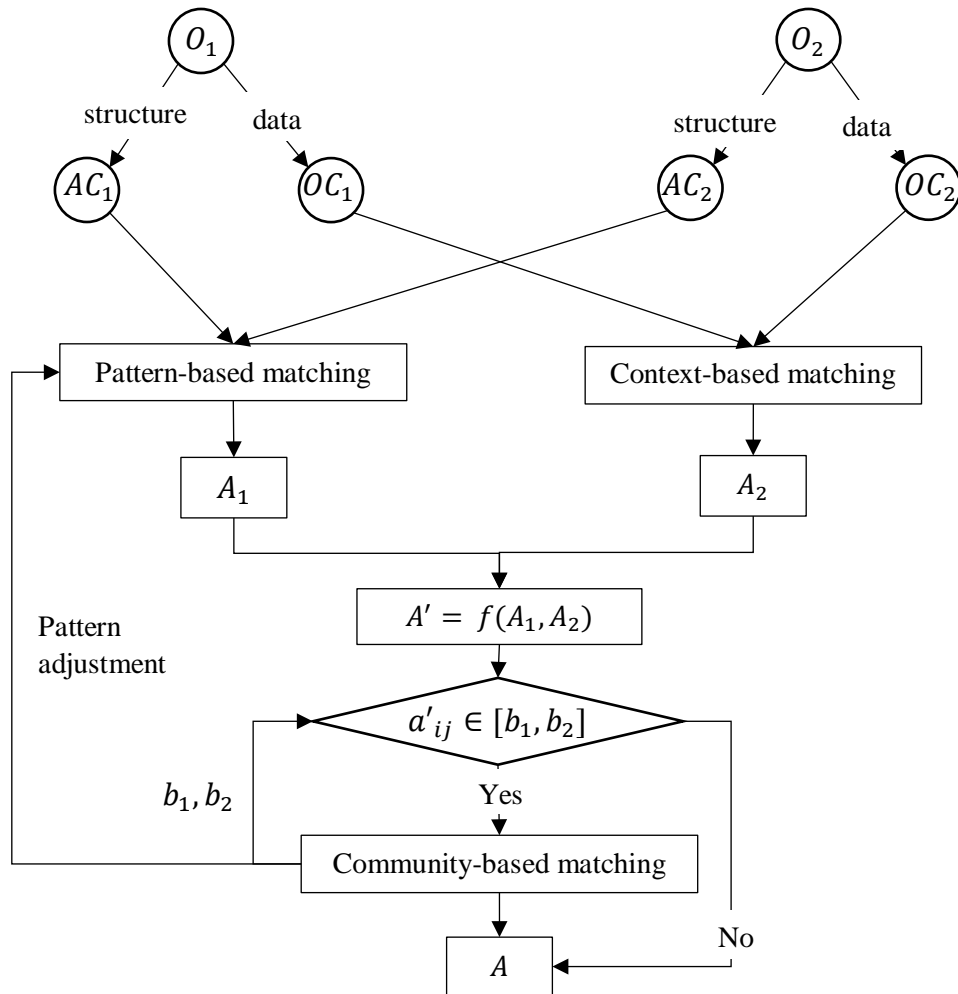 O₁
O₂
structure
data
structure
data
AC₁
OC₁
AC₂
OC₂
Pattern-based matching
Context-based matching
A₁
A₂
A′ = f(A₁, A₂)
Pattern
adjustment
a′ᵢⱼ ∈ [b₁, b₂]
b₁, b₂
Yes
Community-based matching
No
A